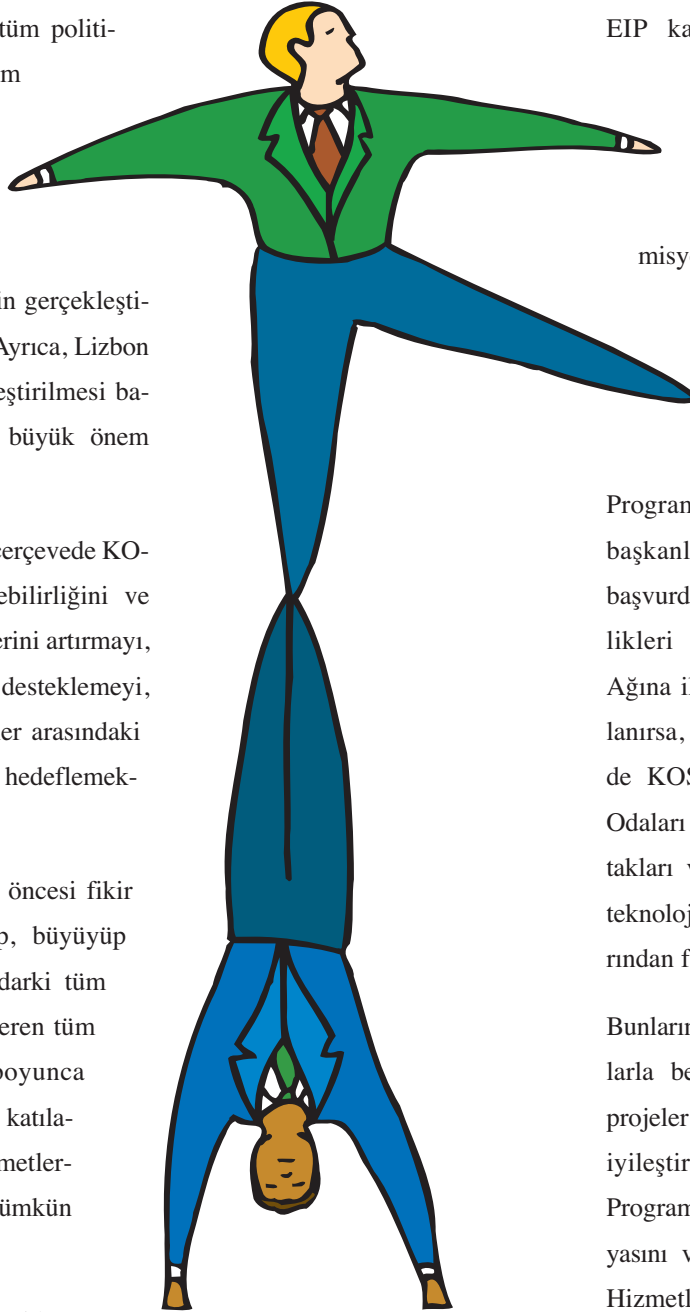 tüm politi-
m
in gerçekleşti-
Ayrıca, Lizbon
eştirilmesi ba-
büyük önem
çerçevede KO-
ebilirliğini ve
erini artırmayı,
desteklemeyi,
er arasındaki
hedeflemek-
öncesi fikir
p, büyüyüp
darki tüm
eren tüm
boyunca
katıla-
metler-
ümkün
EIP ka
misy
Program
başkanl
başvurd
likleri
Ağına il
lanırsa,
de KOS
Odaları
takları v
teknoloj
rından f
Bunların
larla be
projeler
iyileştir
Program
yasını v
Hizmetl